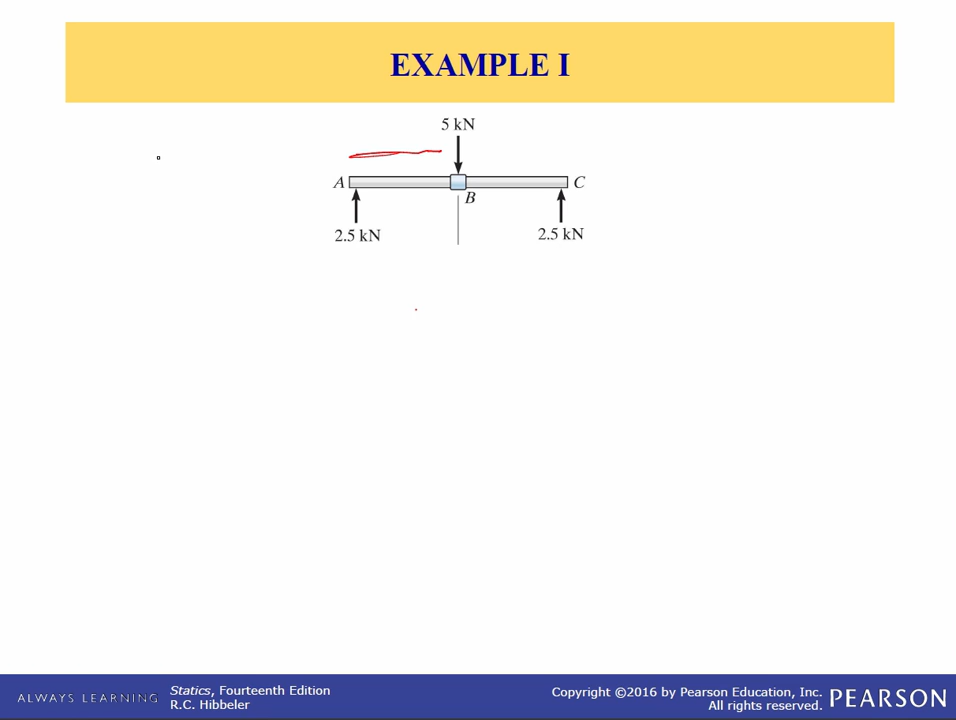 EXAMPLE I
5 kN
A
C
B
2.5 kN
2.5 kN
ALWAYS LEARNING
Statics, Fourteenth Edition
R.C. Hibbeler
Copyright ©2016 by Pearson Education, Inc.
All rights reserved.
PEARSON